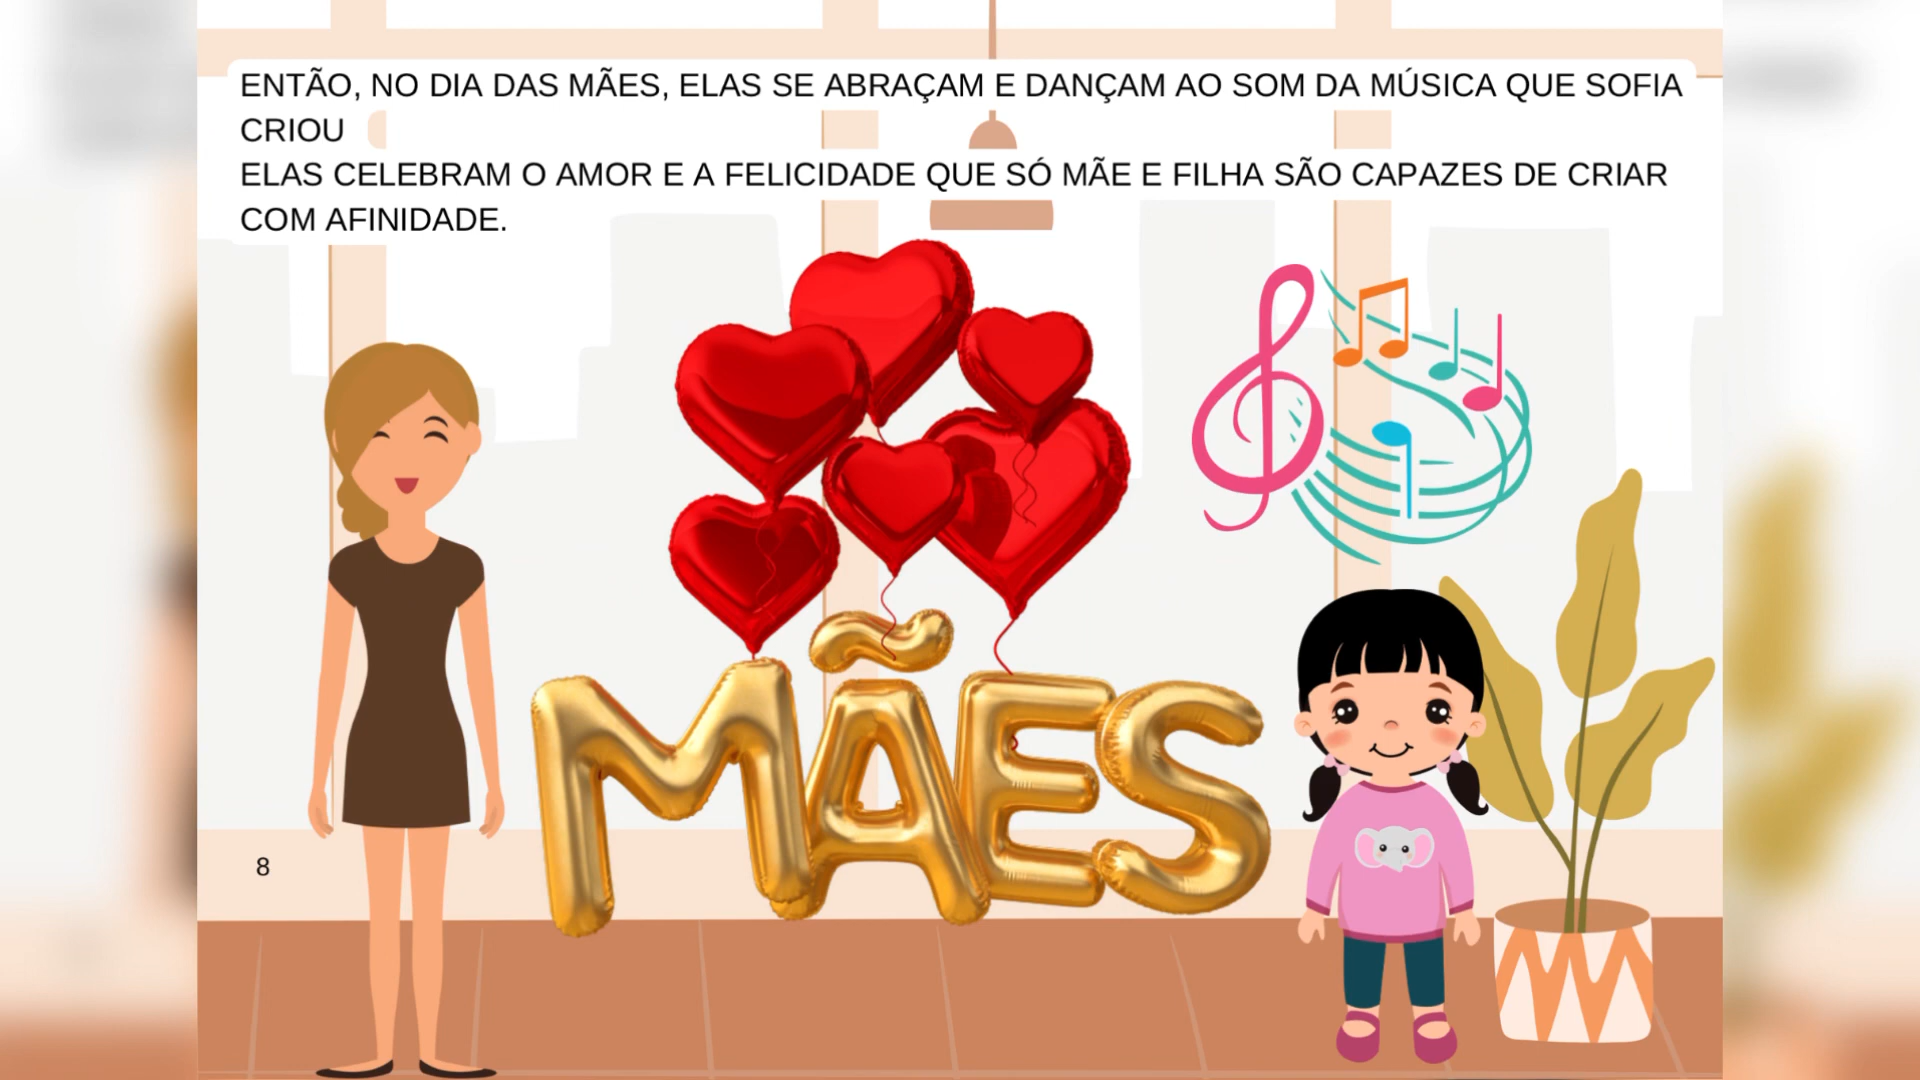 ENTÃO, NO DIA DAS MÃES, ELAS SE ABRAÇAM E DANÇAM AO SOM DA MÚSICA QUE SOFIA
CRIOU
ELAS CELEBRAM O AMOR E A FELICIDADE QUE SÓ MÃE E FILHA SÃO CAPAZES DE CRIAR
COM AFINIDADE.
MÃES
8